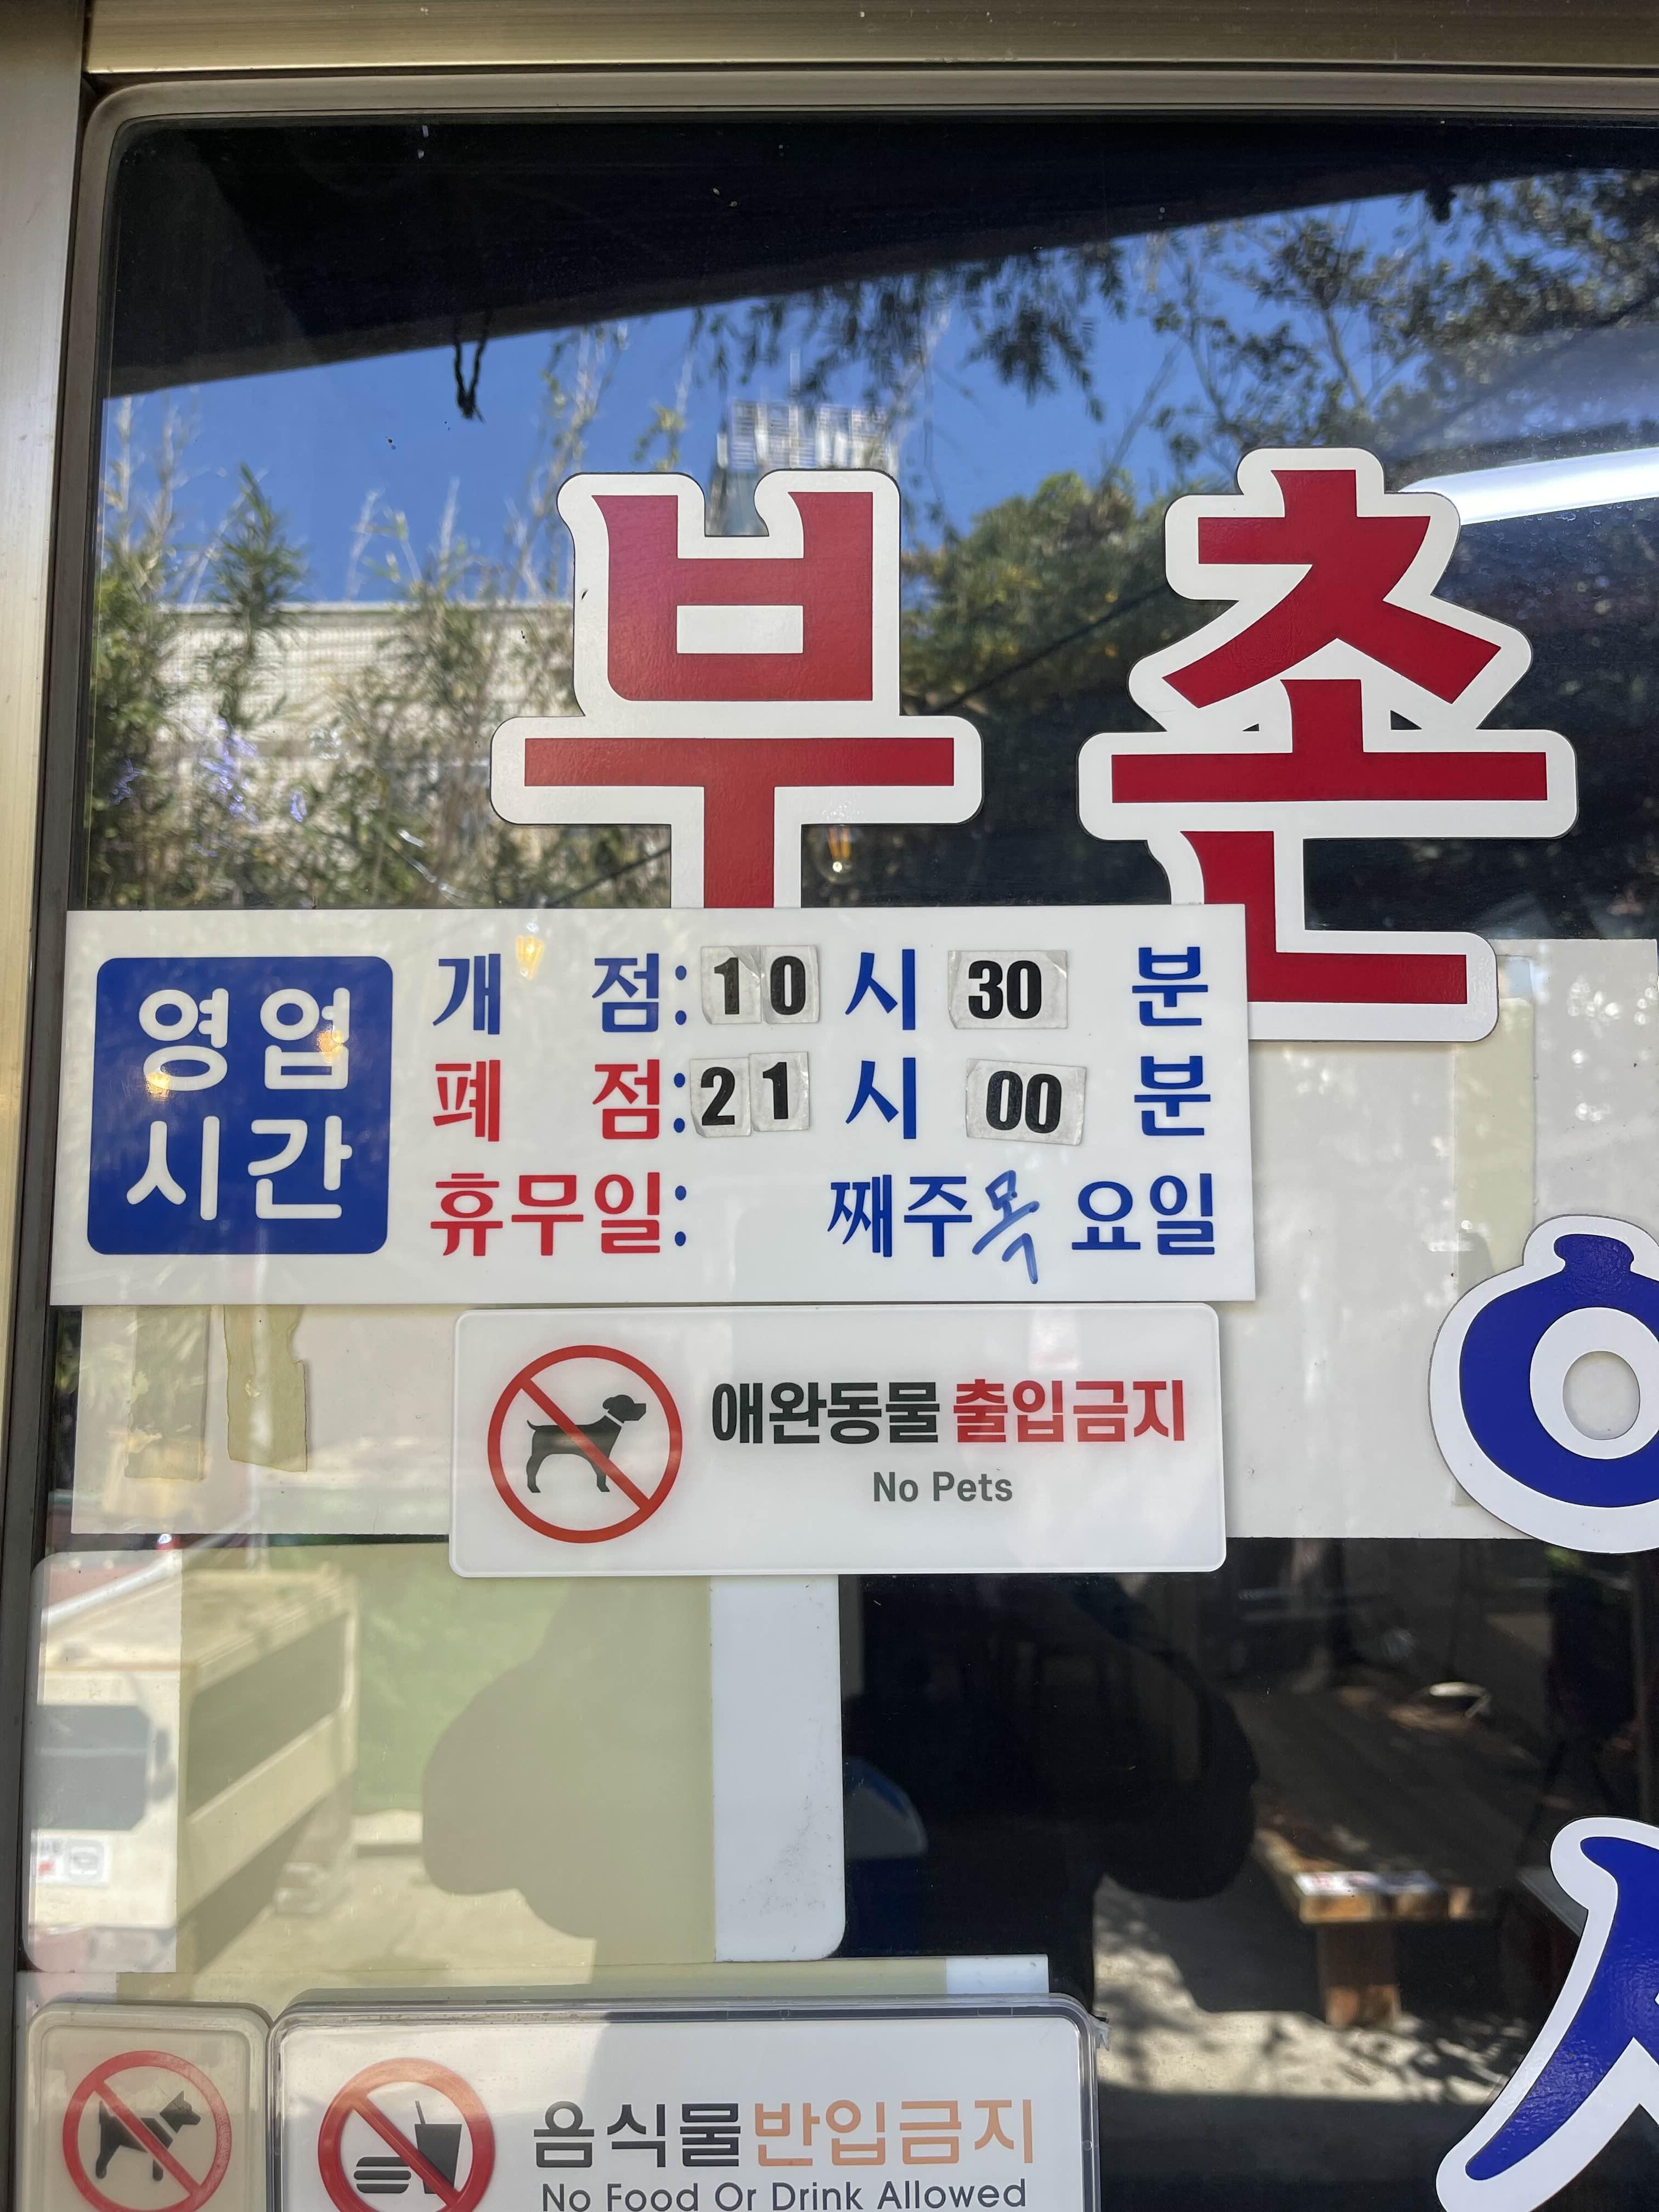 부촌
영업
시간
개 점: 10 시 30 분
폐 점: 21 시 00 분
휴무일: 째주 목 요일
애완동물 출입금지
No Pets
음식물반입금지
No Food Or Drink Allowed